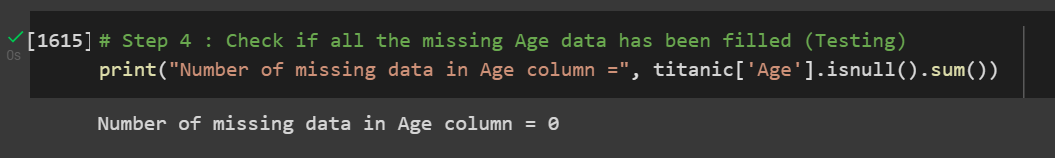 [1615] # Step 4 : Check if all the missing Age data has been filled (Testing)
0s print("Number of missing data in Age column =", titanic['Age'].isnull().sum())
Number of missing data in Age column = 0